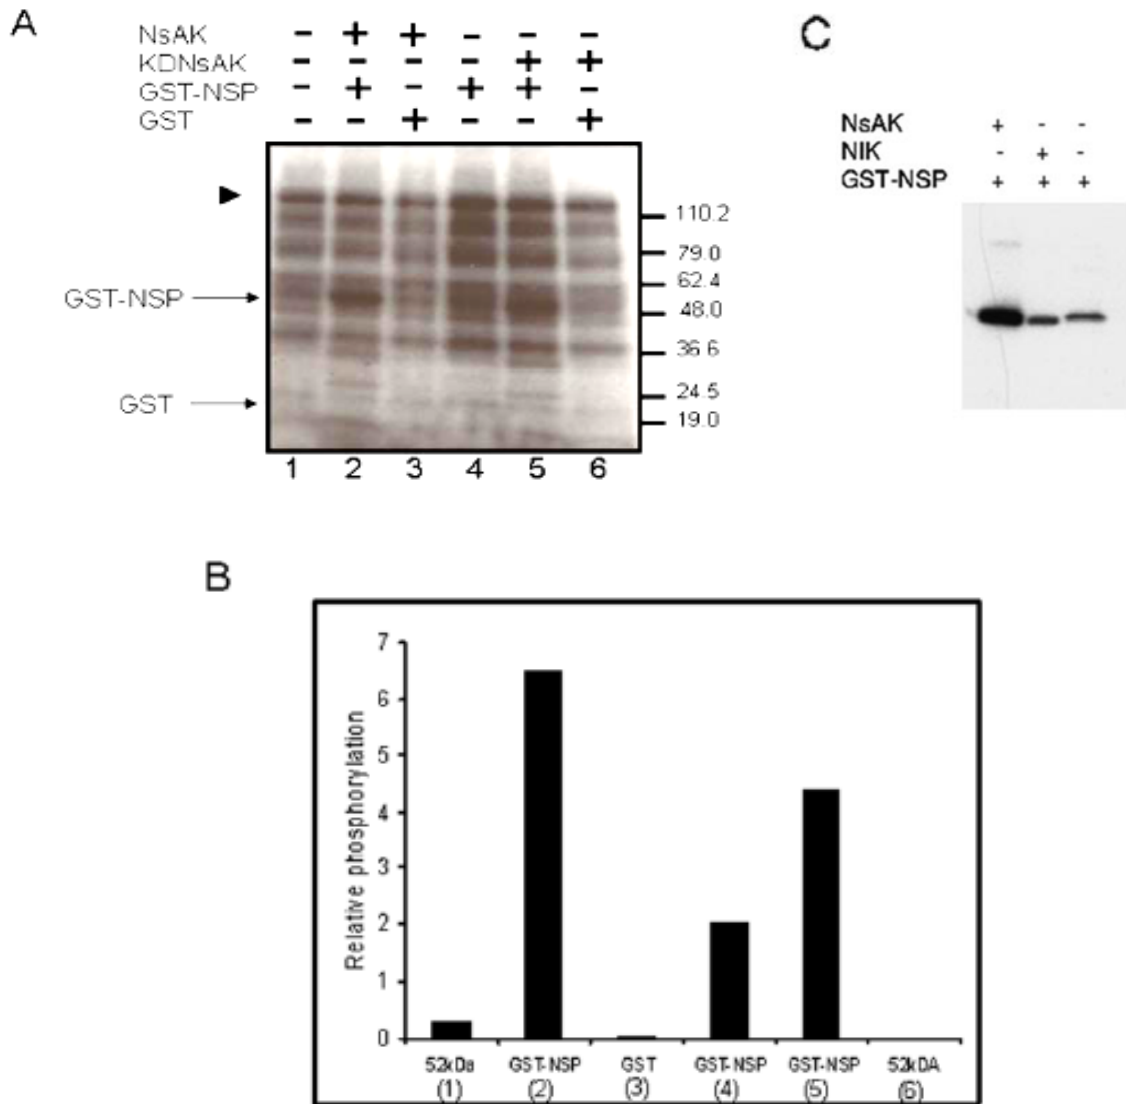 A
NsAK - + + - - -
KDNsAK - - - - + +
GST-NSP - + - + + -
GST - - + - - +
110.2
79.0
62.4
GST-NSP
48.0
36.6
24.5
GST
19.0
1 2 3 4 5 6
C
NsAK + - -
NIK - + -
GST-NSP + + +
B
Relative phosphorylation
7
6
5
4
3
2
1
0
52kDa GST-NSP GST GST-NSP GST-NSP 52kDA
(1) (2) (3) (4) (5) (6)